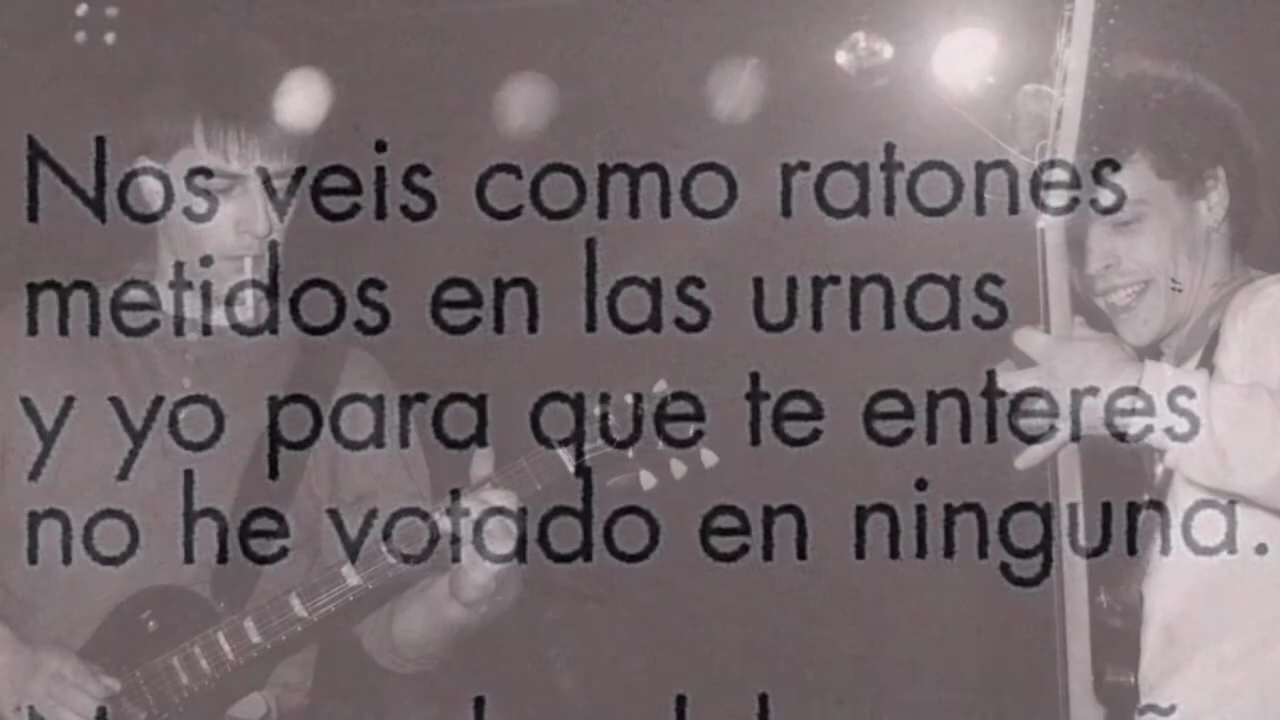 Nos veis como ratones
metidos en las urnas
y yo para que te enteres
no he votado en ninguna.